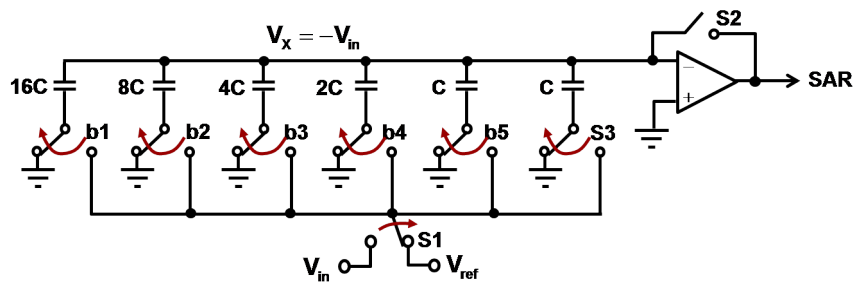 V_X = −V_in
S2
16C 8C 4C 2C C C
− + SAR
b1 b2 b3 b4 b5 S3
S1
V_in V_ref